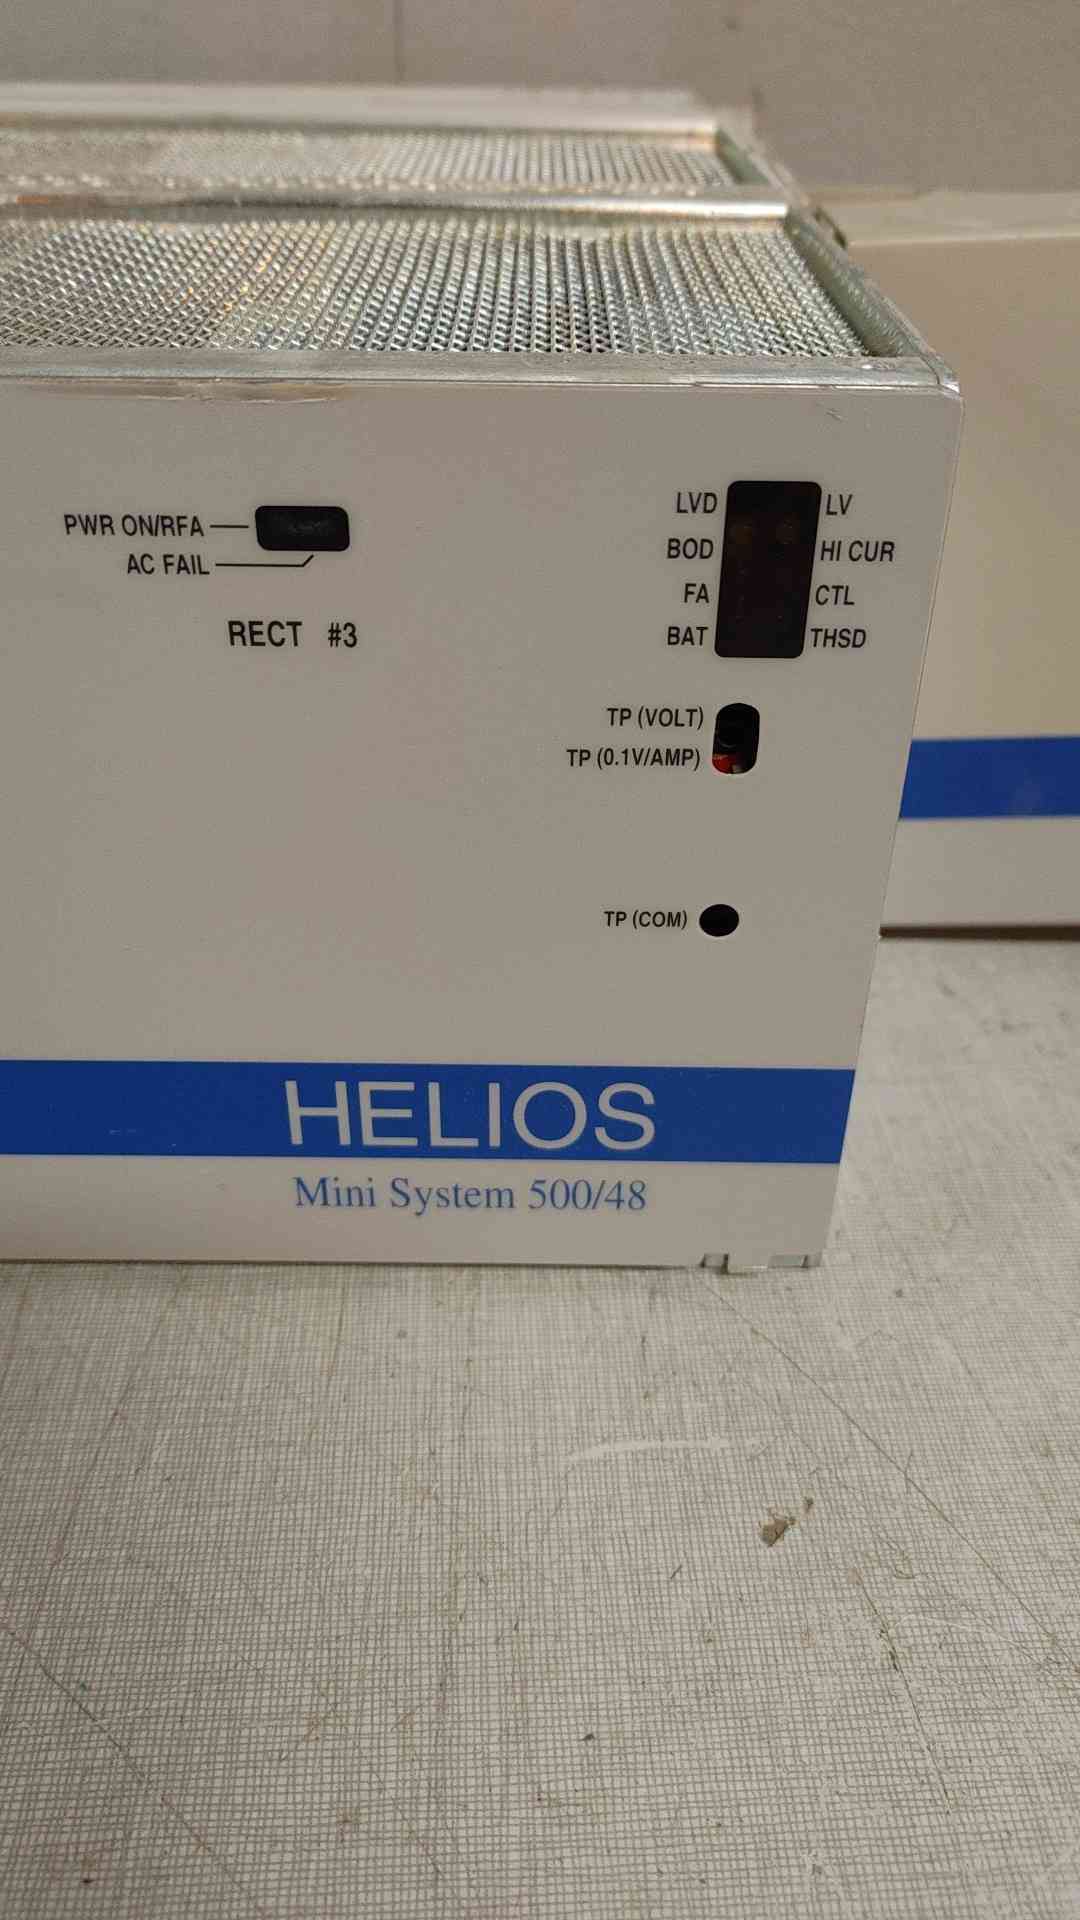 PWR ON/RFA
AC FAIL
RECT #3
LVD LV
BOD HI CUR
FA CTL
BAT THSD
TP (VOLT)
TP (0.1V/AMP)
TP (COM)
HELIOS
Mini System 500/48